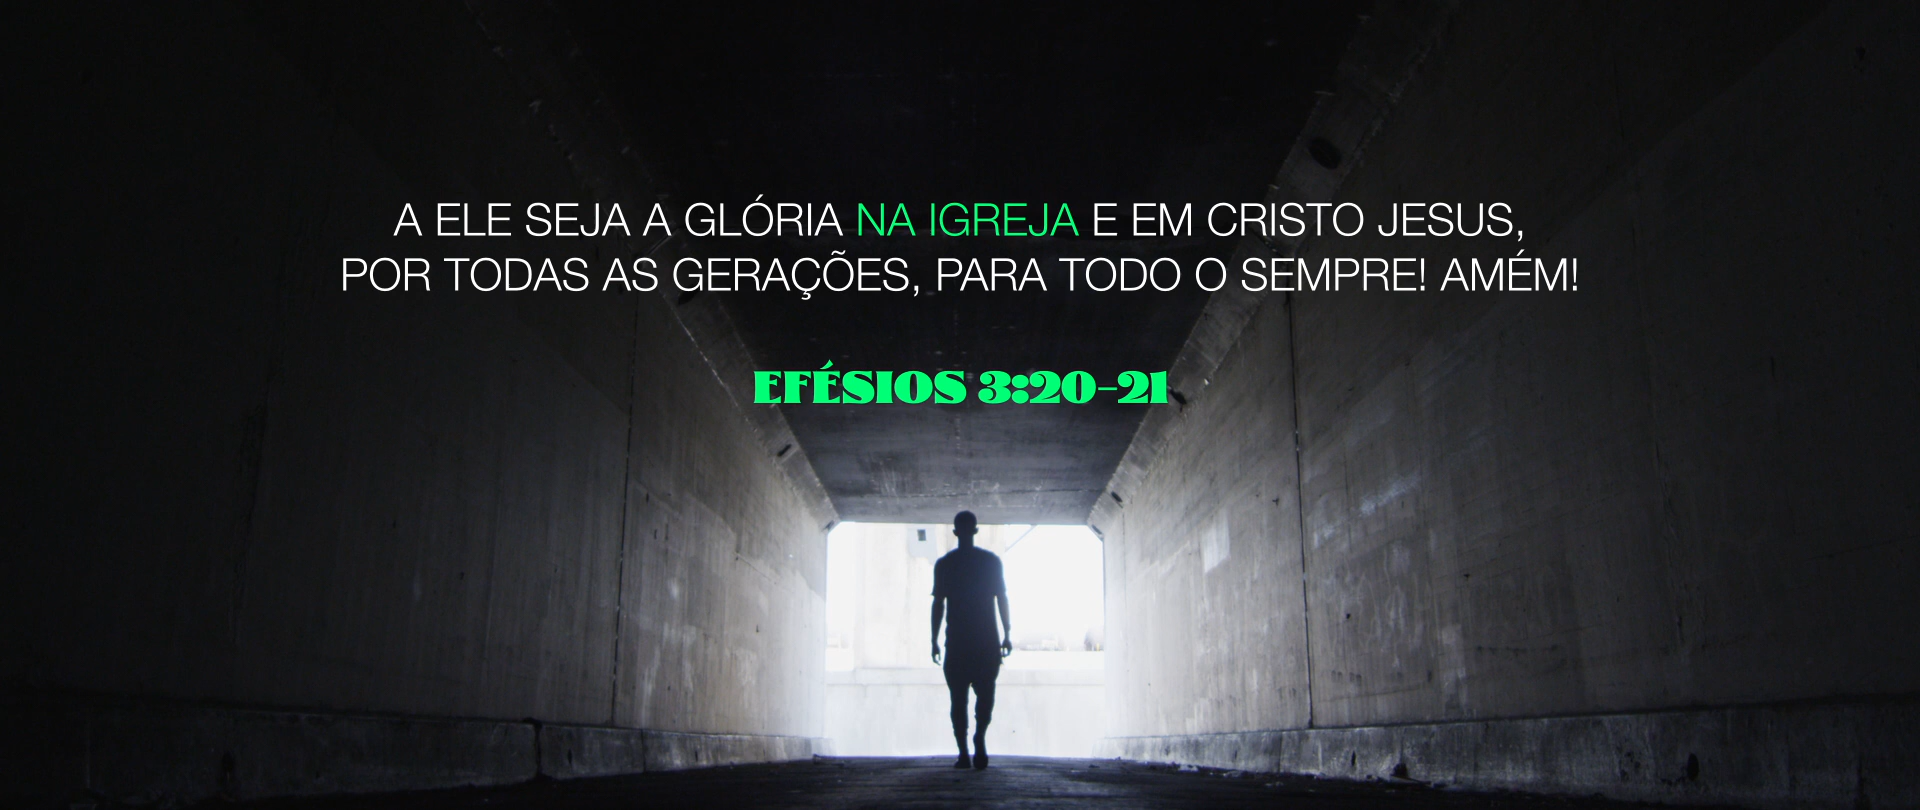 A ELE SEJA A GLÓRIA NA IGREJA E EM CRISTO JESUS,
POR TODAS AS GERAÇÕES, PARA TODO O SEMPRE! AMÉM!
EFÉSIOS 3:20-21